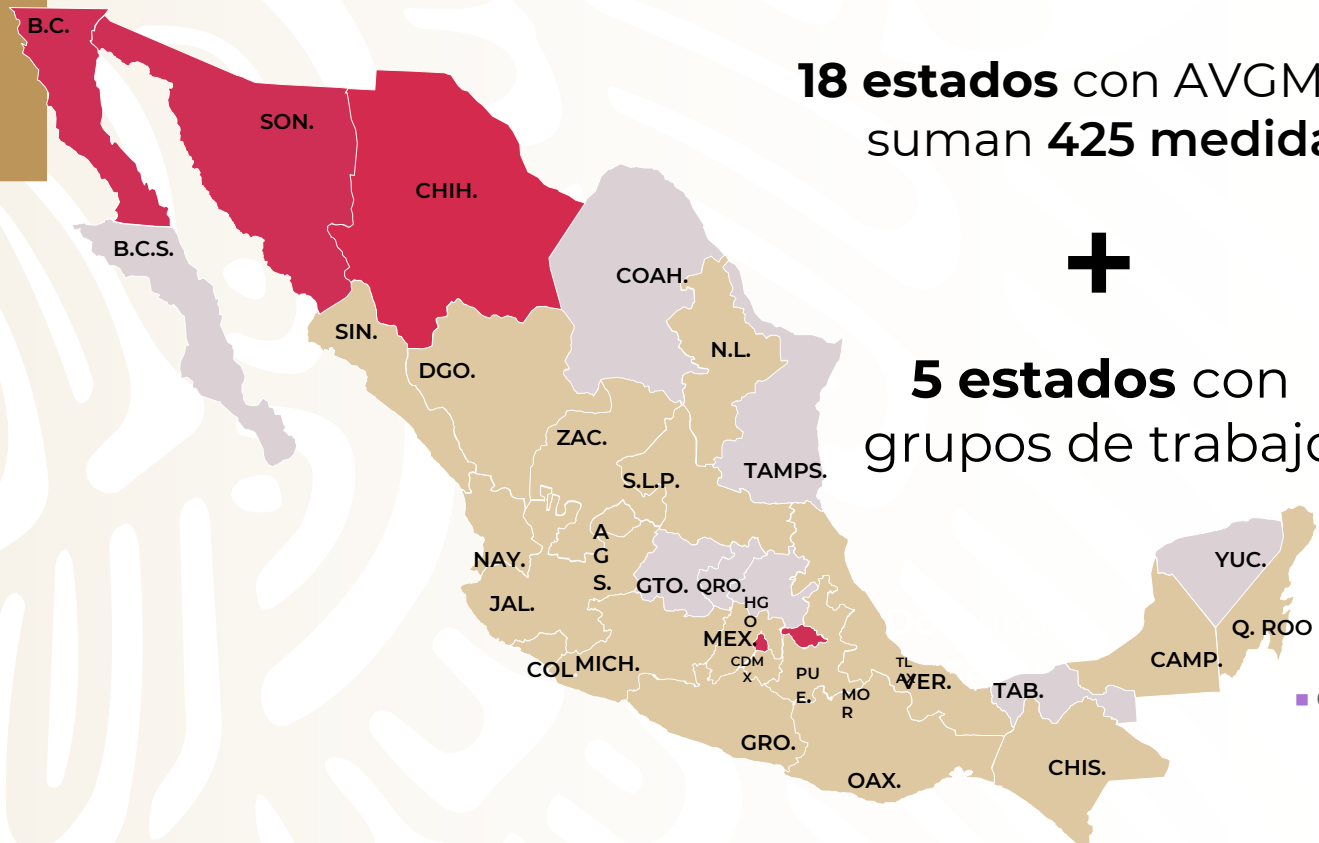 B.C.
18 estados con AVGM
suman 425 medida
SON.
CHIH.
B.C.S.
COAH.
SIN.
N.L.
DGO.
5 estados con
grupos de trabajo
ZAC.
S.L.P.
TAMPS.
A
G
S.
NAY.
GTO.
QRO.
YUC.
JAL.
HG
O
MEX.
Q. ROO
COL.
MICH.
CDM
X
PU
E.
TL
AX
VER.
CAMP.
MO
R
TAB.
GRO.
OAX.
CHIS.